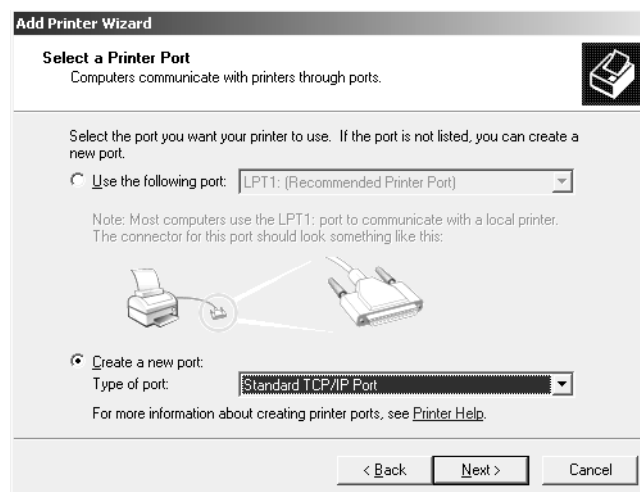 Add Printer Wizard
Select a Printer Port
Computers communicate with printers through ports.
Select the port you want your printer to use. If the port is not listed, you can create a
new port.
Use the following port: LPT1: (Recommended Printer Port)
Note: Most computers use the LPT1: port to communicate with a local printer.
The connector for this port should look something like this:
Create a new port:
Type of port: Standard TCP/IP Port
For more information about creating printer ports, see Printer Help.
< Back Next > Cancel